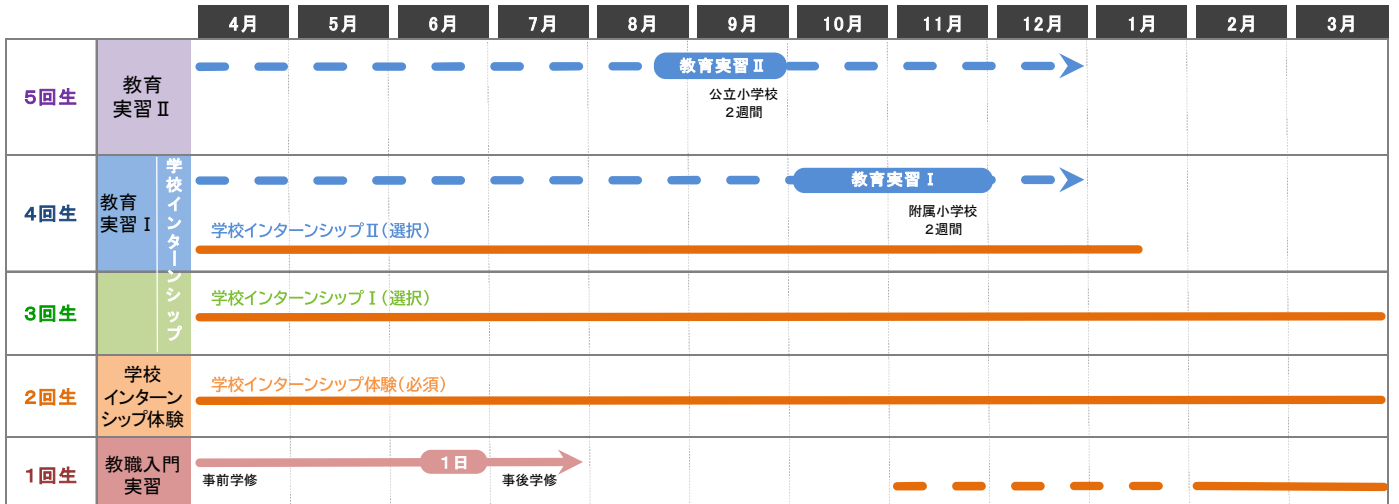 4月 5月 6月 7月 8月 9月 10月 11月 12月 1月 2月 3月
5回生
教育
実習Ⅱ
教育実習Ⅱ
公立小学校
2週間
4回生
教育
実習Ⅰ
学校インターンシップ
教育実習Ⅰ
附属小学校
2週間
学校インターンシップⅡ(選択)
3回生
学校インターンシップⅠ(選択)
2回生
学校
インターン
シップ体験
学校インターンシップ体験(必須)
1回生
教職入門
実習
1日
事前学修
事後学修